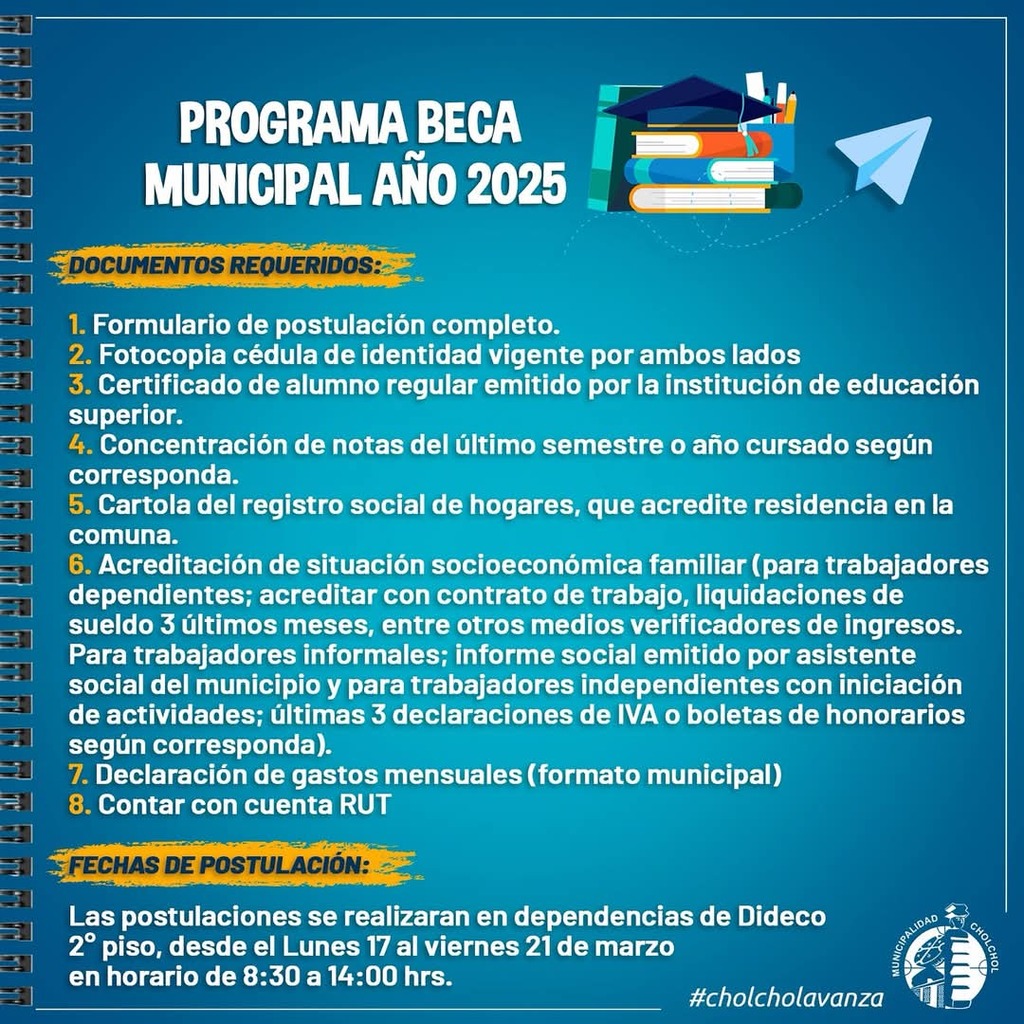 PROGRAMA BECA
MUNICIPAL AÑO 2025
DOCUMENTOS REQUERIDOS:
1. Formulario de postulación completo.
2. Fotocopia cédula de identidad vigente por ambos lados
3. Certificado de alumno regular emitido por la institución de educación
superior.
4. Concentración de notas del último semestre o año cursado según
corresponda.
5. Cartola del registro social de hogares, que acredite residencia en la
comuna.
6. Acreditación de situación socioeconómica familiar (para trabajadores
dependientes; acreditar con contrato de trabajo, liquidaciones de
sueldo 3 últimos meses, entre otros medios verificadores de ingresos.
Para trabajadores informales; informe social emitido por asistente
social del municipio y para trabajadores independientes con iniciación
de actividades; últimas 3 declaraciones de IVA o boletas de honorarios
según corresponda).
7. Declaración de gastos mensuales (formato municipal)
8. Contar con cuenta RUT
FECHAS DE POSTULACIÓN:
Las postulaciones se realizaran en dependencias de Dideco
2° piso, desde el Lunes 17 al viernes 21 de marzo
en horario de 8:30 a 14:00 hrs.
#cholcholavanza
MUNICIPALIDAD CHOLCHOL